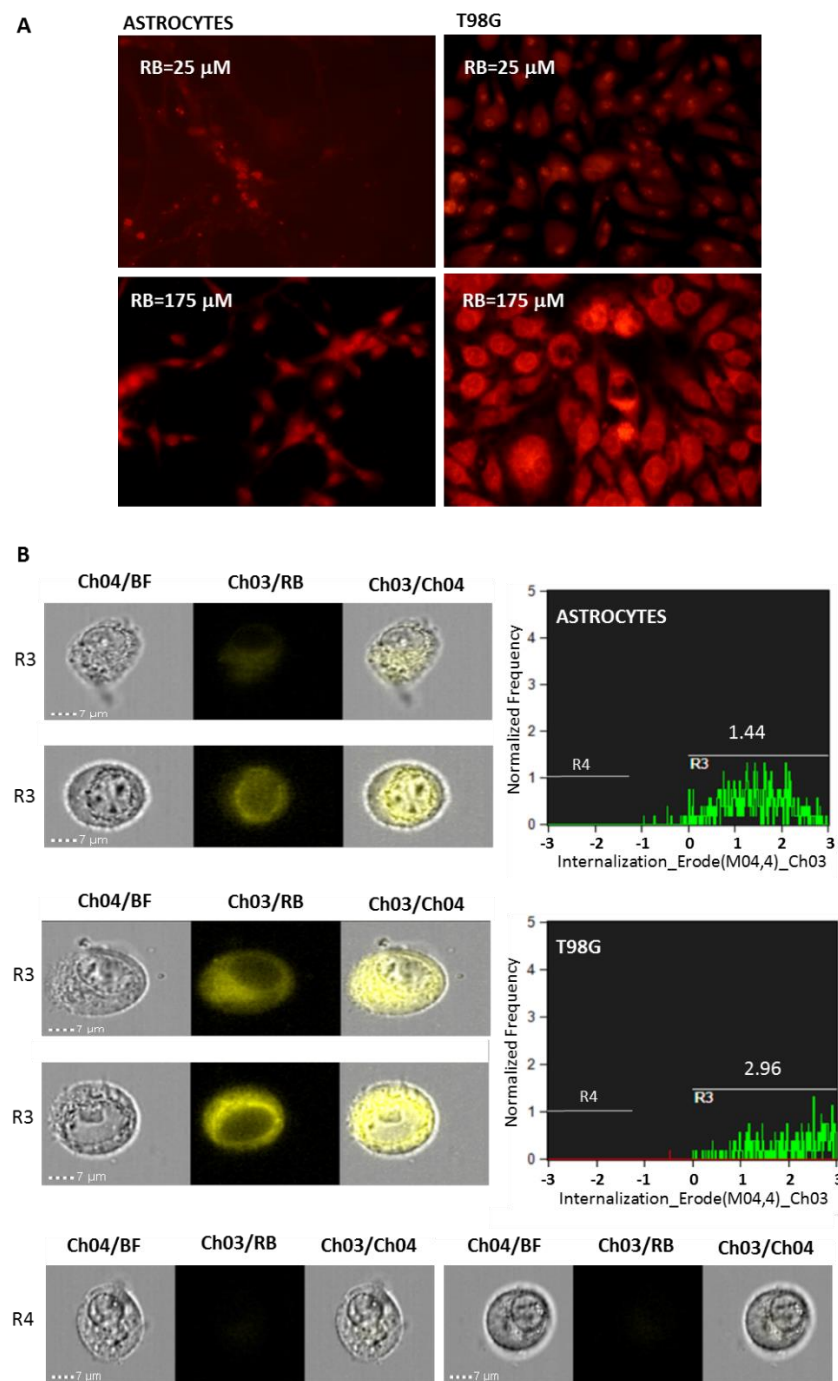 A
ASTROCYTES
T98G
RB=25 µM
RB=25 µM
RB=175 µM
RB=175 µM
B
Ch04/BF Ch03/RB Ch03/Ch04
R3
7 µm
R3
7 µm
5
4
3
2
1
0
Normalized Frequency
ASTROCYTES
1.44
R4
R3
-3 -2 -1 0 1 2 3
Internalization_Erode(M04,4)_Ch03
Ch04/BF Ch03/RB Ch03/Ch04
R3
7 µm
R3
7 µm
5
4
3
2
1
0
Normalized Frequency
T98G
2.96
R4
R3
-3 -2 -1 0 1 2 3
Internalization_Erode(M04,4)_Ch03
Ch04/BF Ch03/RB Ch03/Ch04 Ch04/BF Ch03/RB Ch03/Ch04
R4
7 µm
7 µm